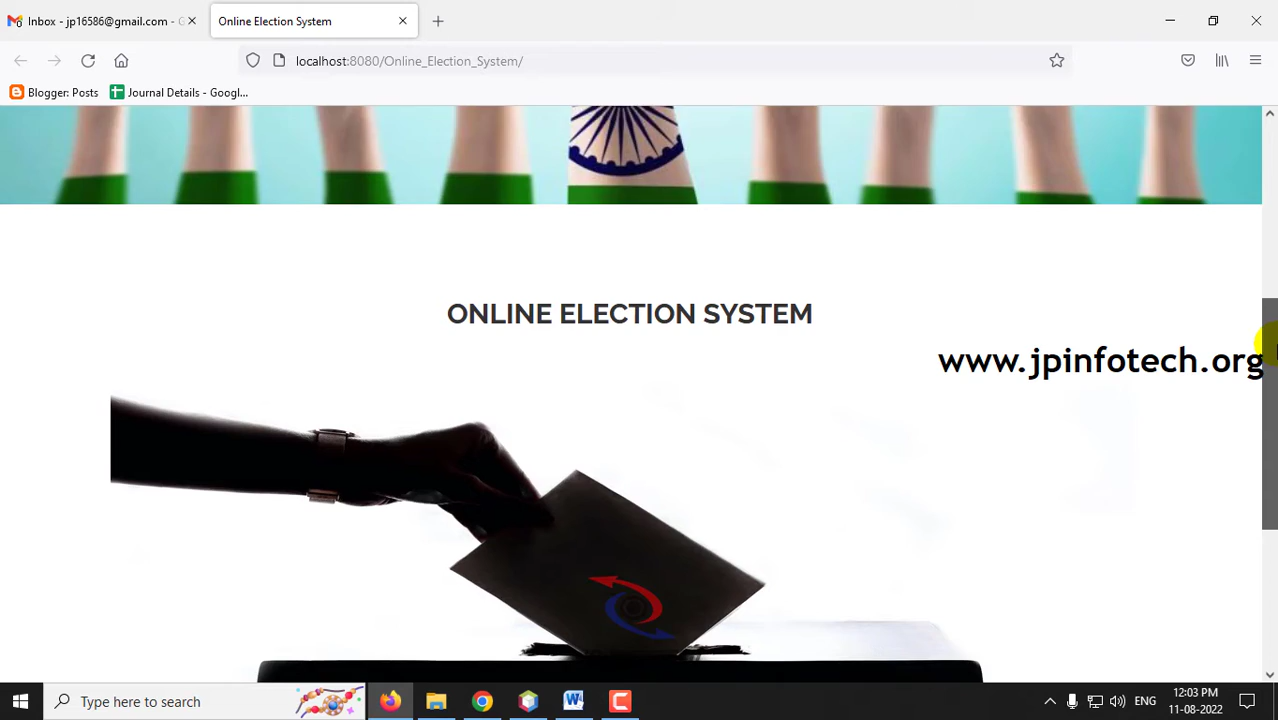 Inbox - jp16586@gmail.com - G
Online Election System
localhost:8080/Online_Election_System/
Blogger: Posts
Journal Details - Googl...
ONLINE ELECTION SYSTEM
www.jpinfotech.org
Type here to search
ENG
12:03 PM
11-08-2022